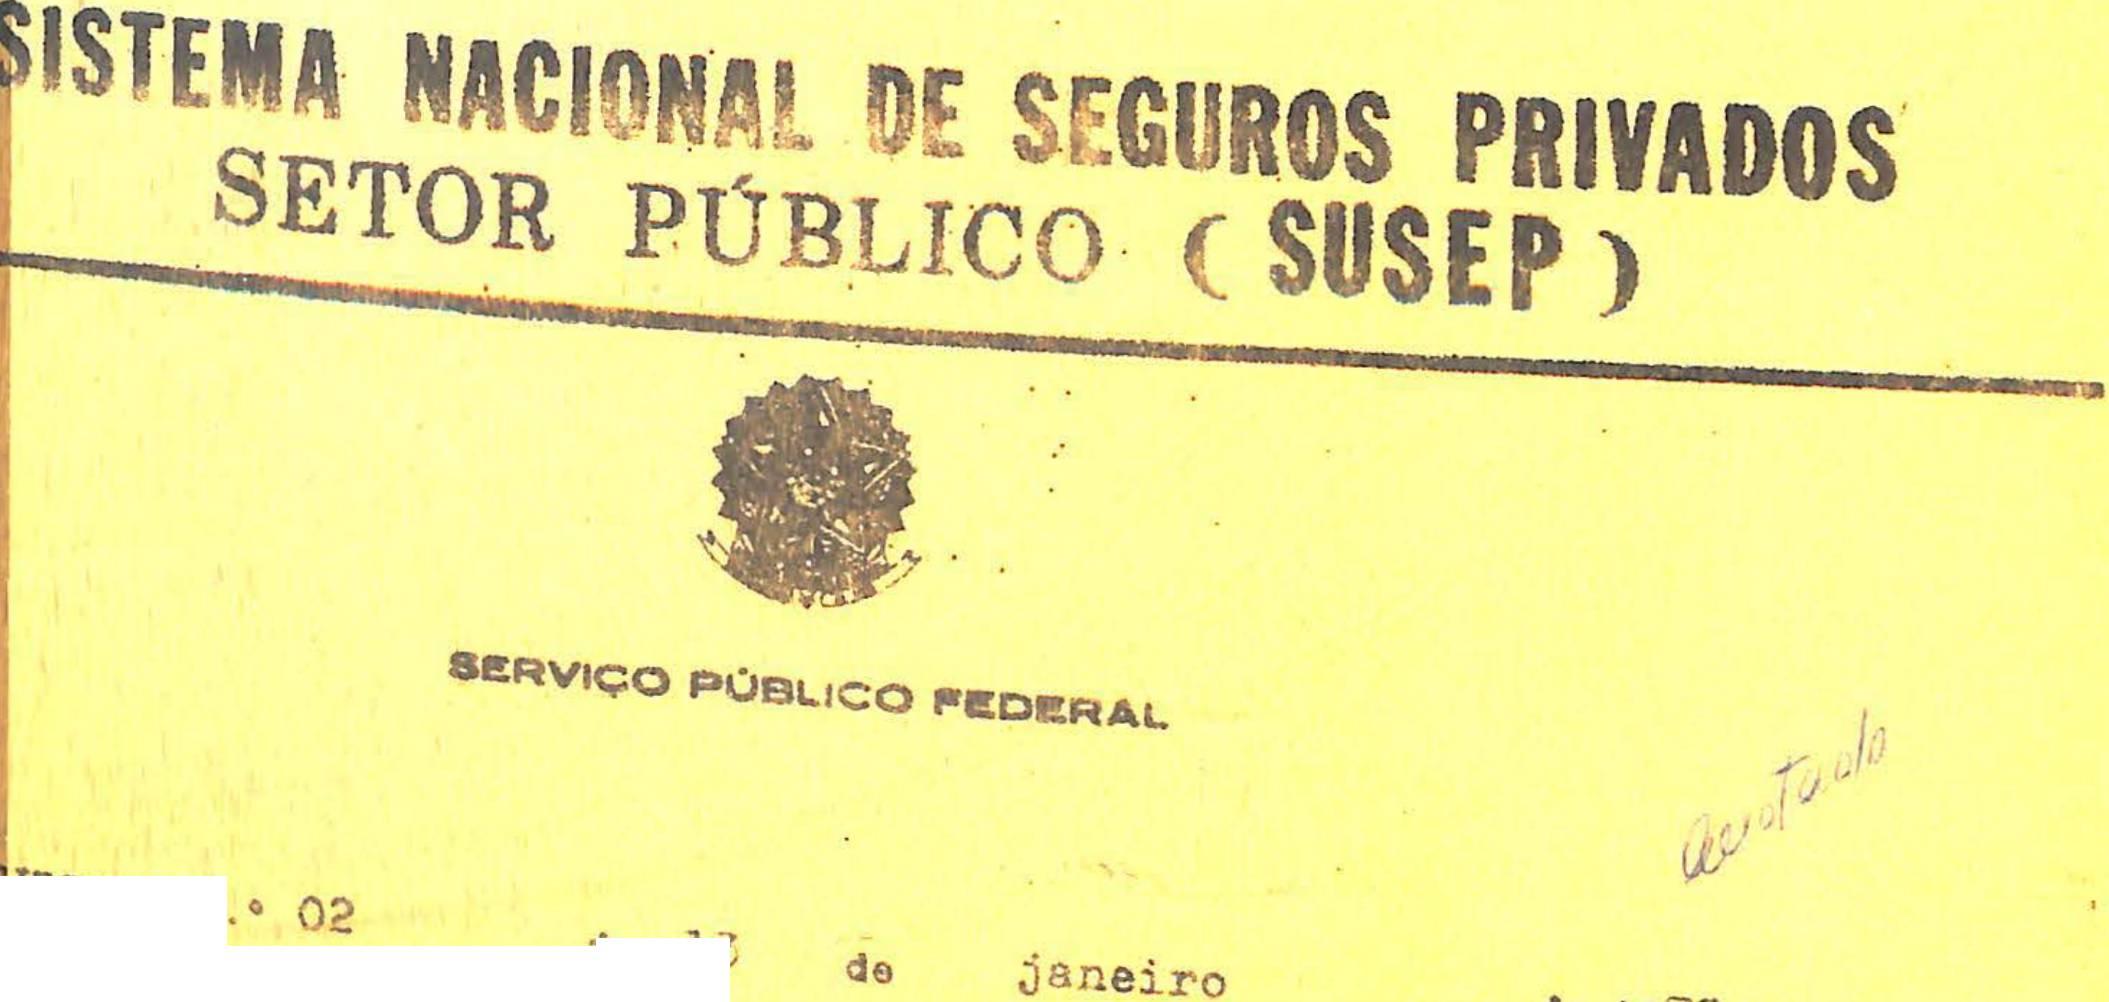 SISTEMA NACIONAL DE SEGUROS PRIVADOS
SETOR PÚBLICO ( SUSEP )
SERVIÇO PÚBLICO FEDERAL
.º 02
de janeiro